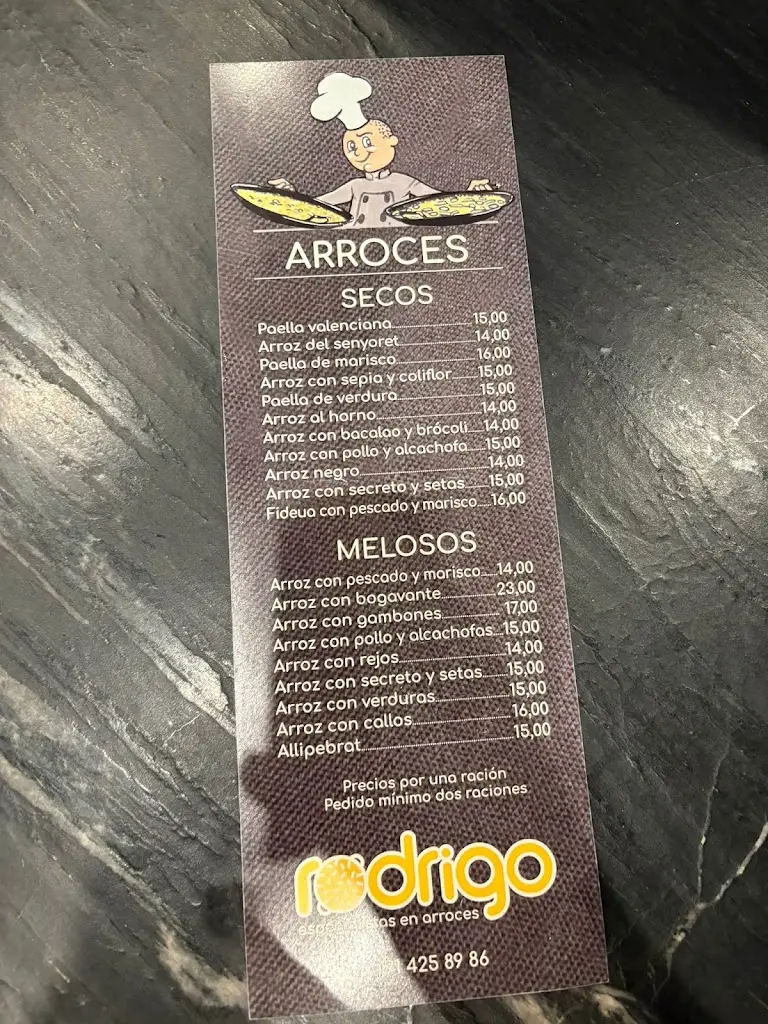 ARROCES
SECOS
Paella valenciana 15,00
Arroz del senyoret 14,00
Paella de marisco 16,00
Arroz con sepia y coliflor 15,00
Paella de verdura 15,00
Arroz al horno 14,00
Arroz con bacalao y brócoli 14,00
Arroz con pollo y alcachofa 15,00
Arroz negro 14,00
Arroz con secreto y setas 15,00
Fideua con pescado y marisco 16,00
MELOSOS
Arroz con pescado y marisco 14,00
Arroz con bogavante 23,00
Arroz con gambones 17,00
Arroz con pollo y alcachofas 15,00
Arroz con rejos 14,00
Arroz con secreto y setas 15,00
Arroz con verduras 15,00
Arroz con callos 16,00
Allipebrat 15,00
Precios por una ración
Pedido mínimo dos raciones
rodrigo
en arroces
425 89 86